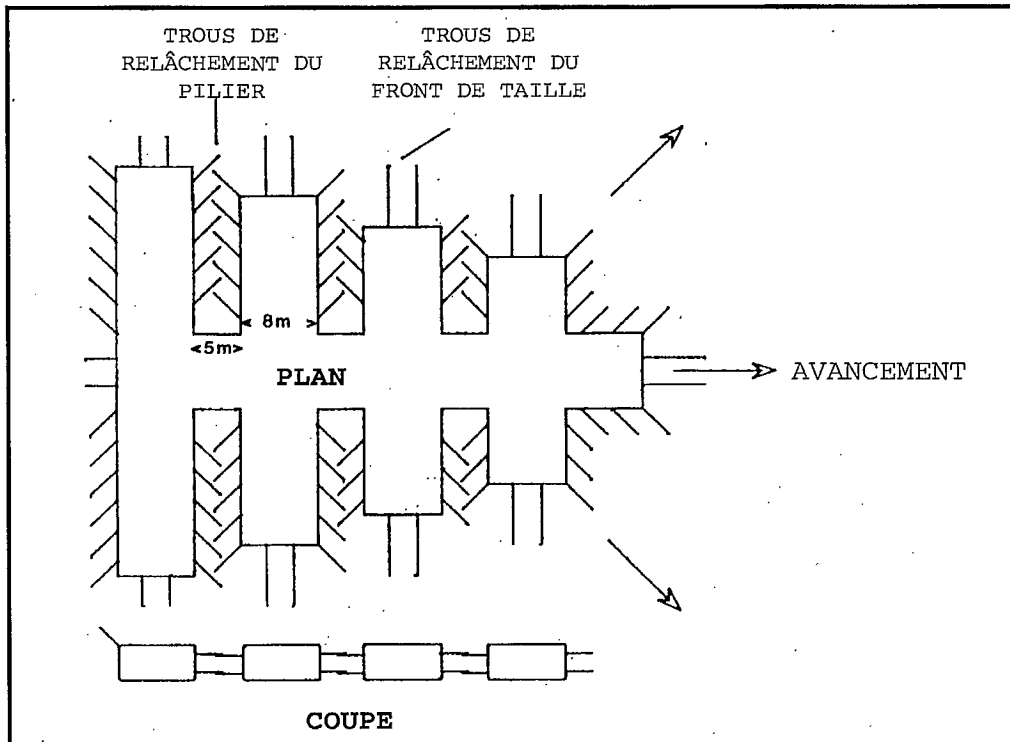 TROUS DE
RELÂCHEMENT DU
PILIER
TROUS DE
RELÂCHEMENT DU
FRONT DE TAILLE
8m
5m
PLAN
AVANCEMENT
COUPE